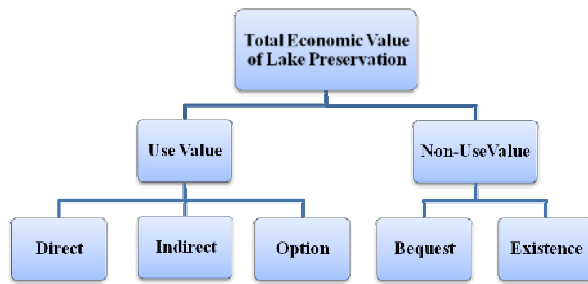 Total Economic Value
of Lake Preservation
Use Value
Non-UseValue
Direct
Indirect
Option
Bequest
Existence